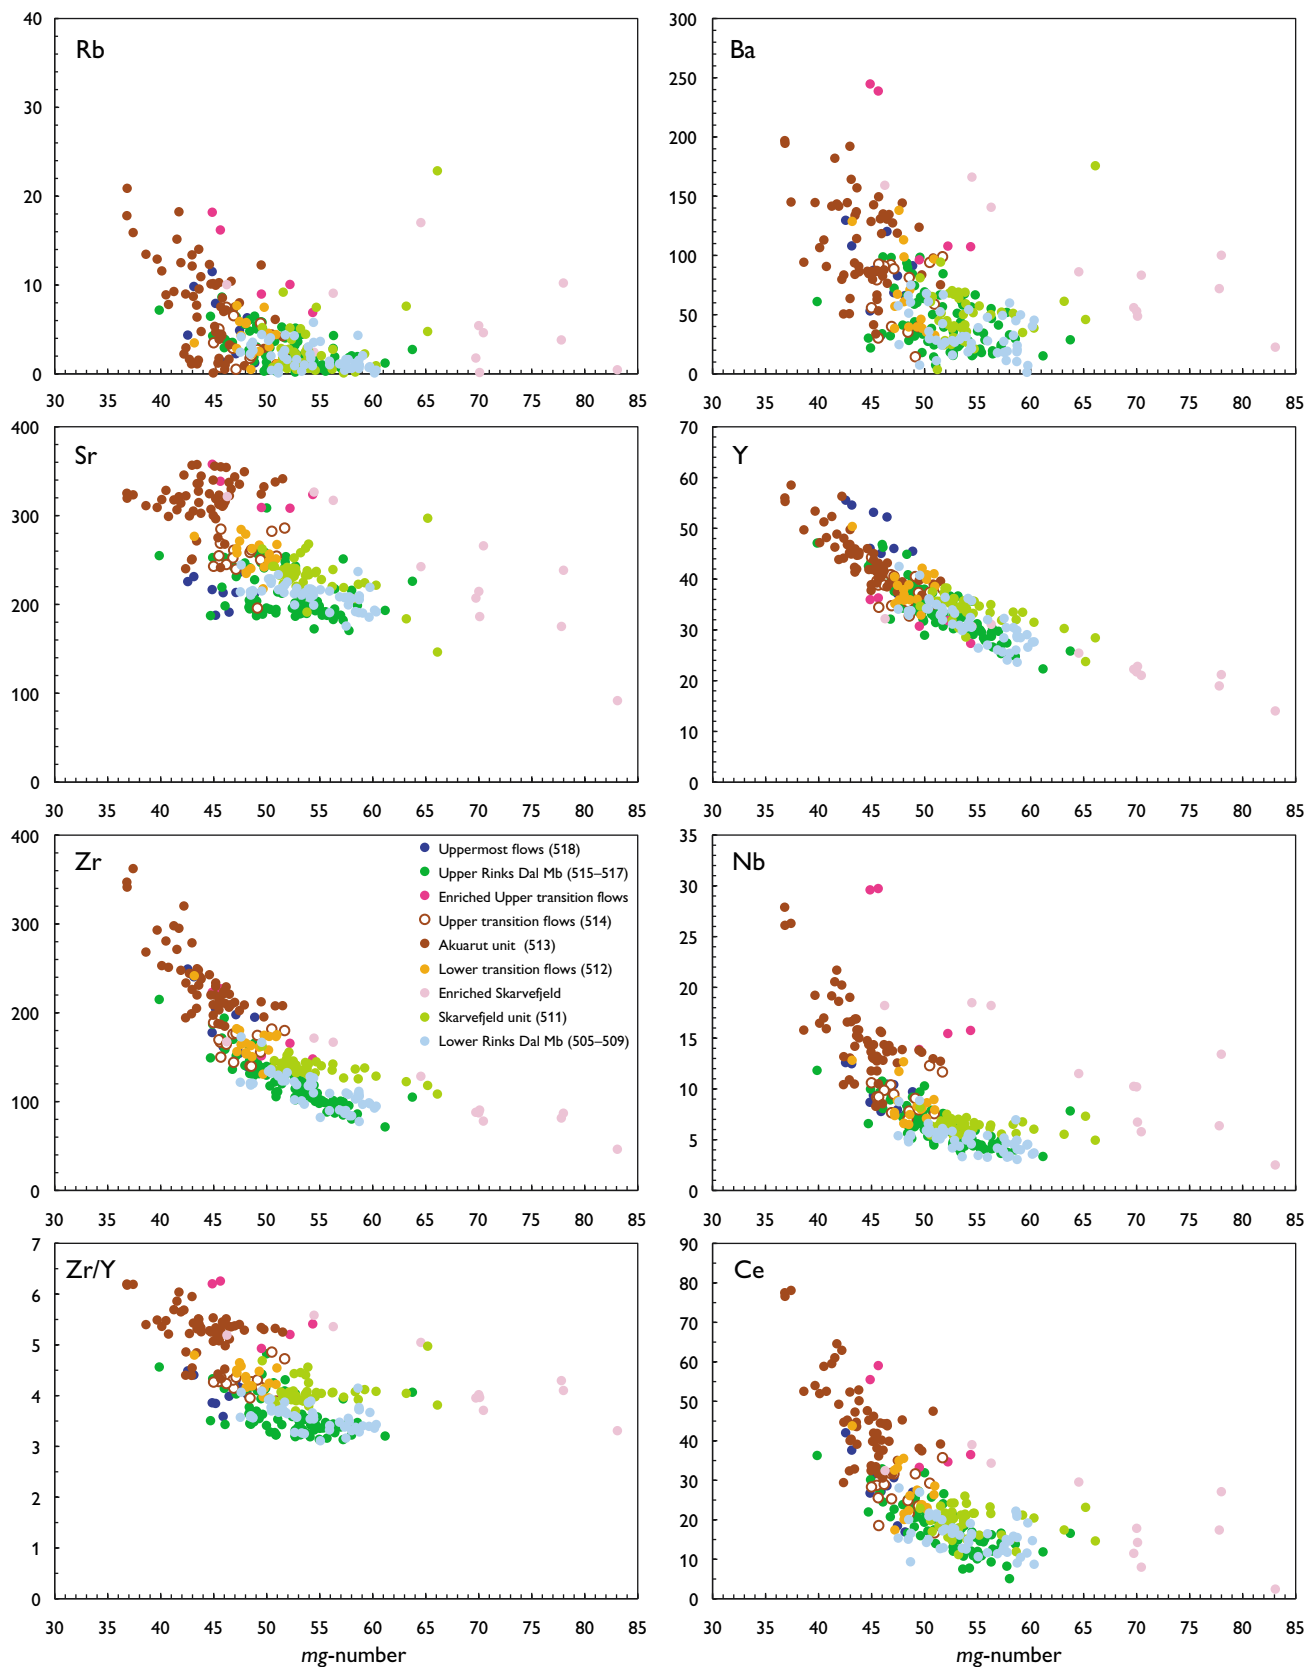 40
30
20
10
0
Rb
30 35 40 45 50 55 60 65 70 75 80 85
300
250
200
150
100
50
0
Ba
30 35 40 45 50 55 60 65 70 75 80 85
400
300
200
100
0
Sr
30 35 40 45 50 55 60 65 70 75 80 85
70
60
50
40
30
20
10
0
Y
30 35 40 45 50 55 60 65 70 75 80 85
400
300
200
100
0
Zr
Uppermost flows (518)
Upper Rinks Dal Mb (515–517)
Enriched Upper transition flows
Upper transition flows (514)
Akuarut unit (513)
Lower transition flows (512)
Enriched Skarvefjeld
Skarvefjeld unit (511)
Lower Rinks Dal Mb (505–509)
30 35 40 45 50 55 60 65 70 75 80 85
35
30
25
20
15
10
5
0
Nb
30 35 40 45 50 55 60 65 70 75 80 85
7
6
5
4
3
2
1
0
Zr/Y
30 35 40 45 50 55 60 65 70 75 80 85
mg-number
90
80
70
60
50
40
30
20
10
0
Ce
30 35 40 45 50 55 60 65 70 75 80 85
mg-number